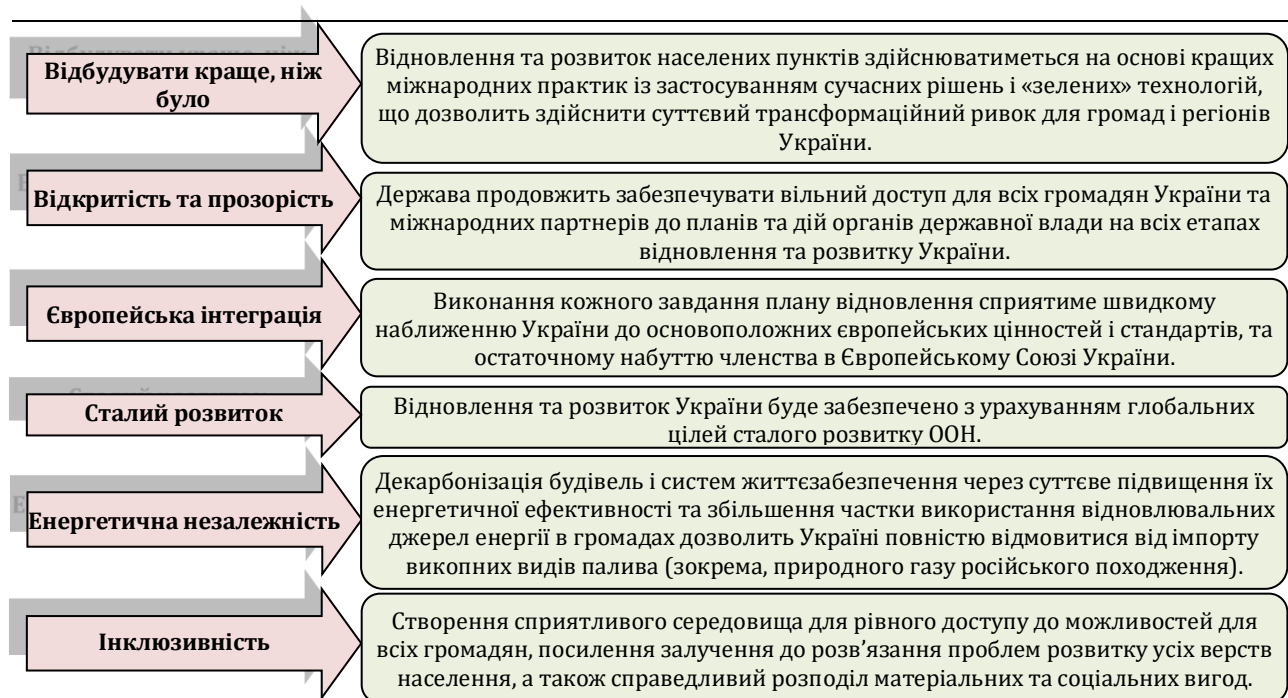 Відбудувати краще, ніж
було
Відновлення та розвиток населених пунктів здійснюватиметься на основі кращих
міжнародних практик із застосуванням сучасних рішень і «зелених» технологій,
що дозволить здійснити суттєвий трансформаційний ривок для громад і регіонів
України.
Відкритість та прозорість
Держава продовжить забезпечувати вільний доступ для всіх громадян України та
міжнародних партнерів до планів та дій органів державної влади на всіх етапах
відновлення та розвитку України.
Європейська інтеграція
Виконання кожного завдання плану відновлення сприятиме швидкому
наближенню України до основоположних європейських цінностей і стандартів, та
остаточному набуттю членства в Європейському Союзі України.
Сталий розвиток
Відновлення та розвиток України буде забезпечено з урахуванням глобальних
цілей сталого розвитку ООН.
Енергетична незалежність
Декарбонізація будівель і систем життєзабезпечення через суттєве підвищення їх
енергетичної ефективності та збільшення частки використання відновлювальних
джерел енергії в громадах дозволить Україні повністю відмовитися від імпорту
викопних видів палива (зокрема, природного газу російського походження).
Інклюзивність
Створення сприятливого середовища для рівного доступу до можливостей для
всіх громадян, посилення залучення до розв’язання проблем розвитку усіх верств
населення, а також справедливий розподіл матеріальних та соціальних вигод.